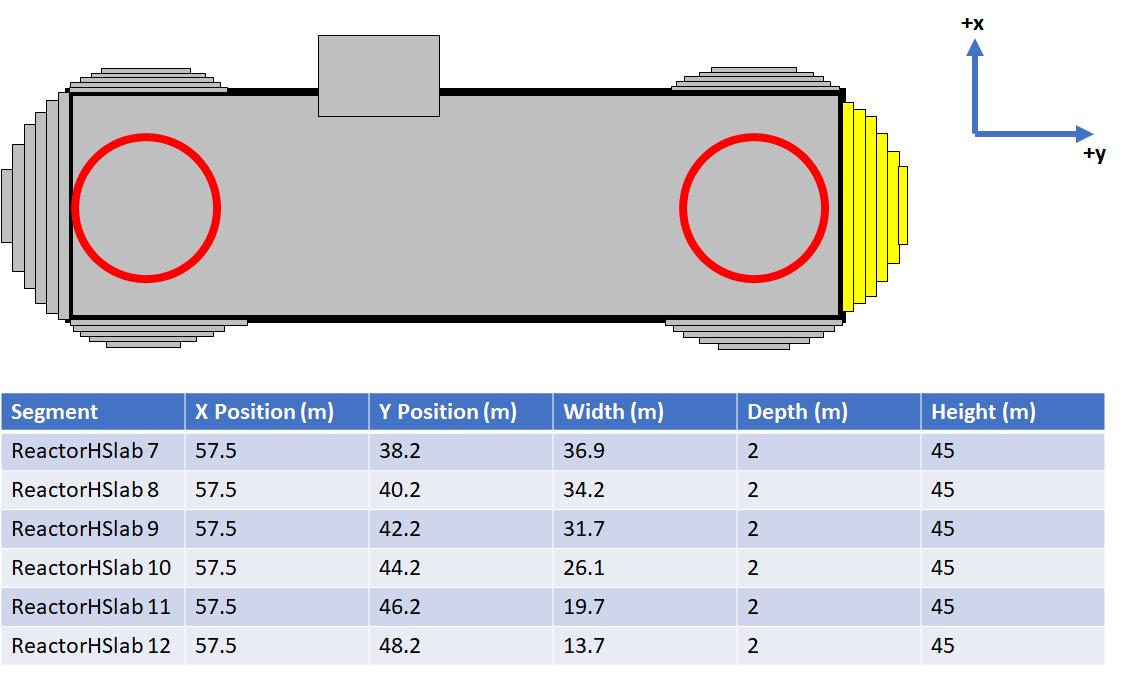 +x
+y
Segment X Position (m) Y Position (m) Width (m) Depth (m) Height (m)
ReactorHSlab 7 57.5 38.2 36.9 2 45
ReactorHSlab 8 57.5 40.2 34.2 2 45
ReactorHSlab 9 57.5 42.2 31.7 2 45
ReactorHSlab 10 57.5 44.2 26.1 2 45
ReactorHSlab 11 57.5 46.2 19.7 2 45
ReactorHSlab 12 57.5 48.2 13.7 2 45